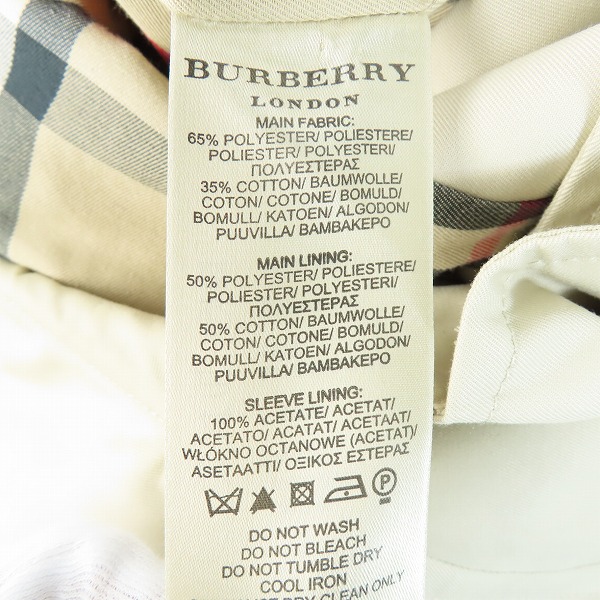 BURBERRY
LONDON
MAIN FABRIC:
65% POLYESTER/ POLIESTERE/
POLIESTER/ POLYESTER/
ΠΟΛΥΕΣΤΕΡΑΣ
35% COTTON/ BAUMWOLLE/
COTON/ COTONE/ BOMULD/
BOMULL/ KATOEN/ ALGODON/
PUUVILLA/ BAMBAKEPO
MAIN LINING:
50% POLYESTER/ POLIESTERE/
POLIESTER/ POLYESTER/
ΠΟΛΥΕΣΤΕΡΑΣ
50% COTTON/ BAUMWOLLE/
COTON/ COTONE/ BOMULD/
BOMULL/ KATOEN/ ALGODON/
PUUVILLA/ BAMBAKEPO
SLEEVE LINING:
100% ACETATE/ ACETAT/
ACETATO/ ACATAT/ ACETAAT/
WŁÓKNO OCTANOWE (ACETAT)/
ASETAATTI/ ΟΞΙΚΟΣ ΕΣΤΕΡΑΣ
P
DO NOT WASH
DO NOT BLEACH
DO NOT TUMBLE DRY
COOL IRON
CLEAN ONLY